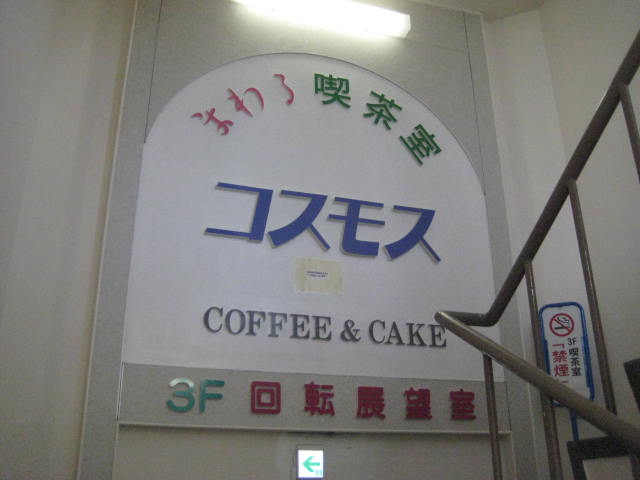 まわる喫茶室
コスモス
COFFEE & CAKE
3F 回転展望室
3F 喫茶室
「禁煙」